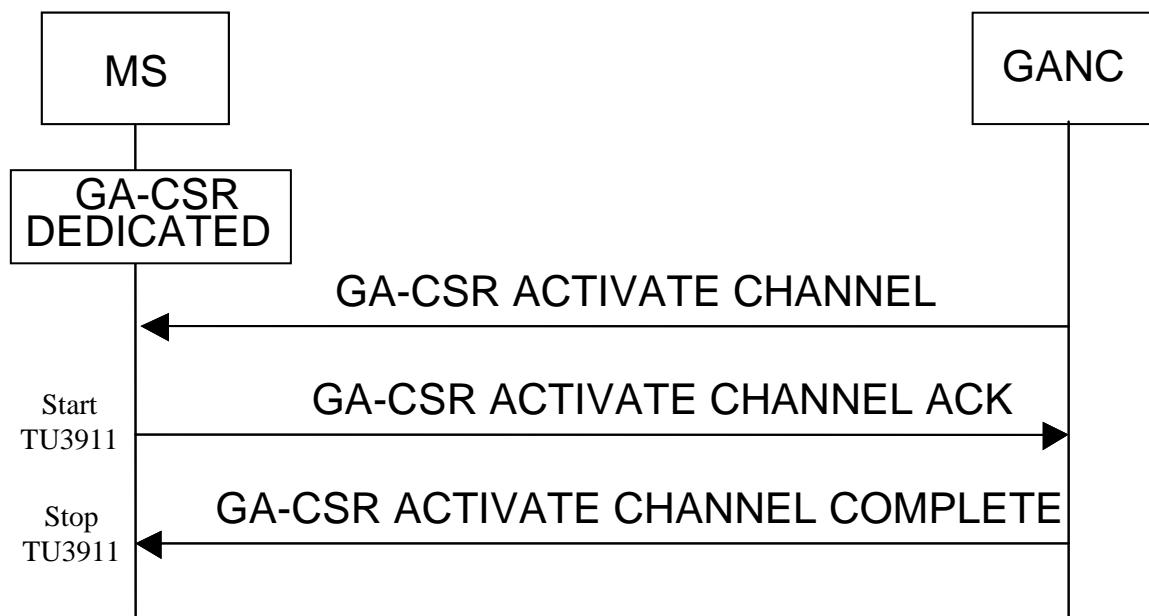 MS
GANC
GA-CSR
DEDICATED
GA-CSR ACTIVATE CHANNEL
Start
TU3911
GA-CSR ACTIVATE CHANNEL ACK
Stop
TU3911
GA-CSR ACTIVATE CHANNEL COMPLETE